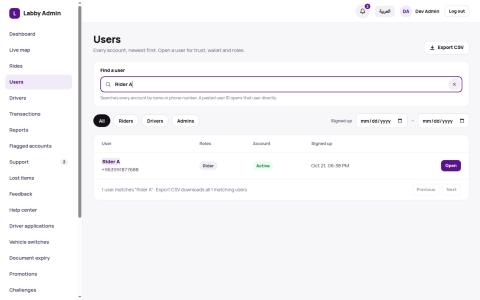 L Labby Admin
2
العربية
DA Dev Admin
Log out
Dashboard
Live map
Rides
Users
Drivers
Transactions
Reports
Flagged accounts
Support 2
Lost items
Feedback
Help center
Driver applications
Vehicle switches
Document expiry
Promotions
Challenges
Users
Every account, newest first. Open a user for trust, wallet and roles.
Export CSV
Find a user
Rider A
Searches every account by name or phone number. A pasted user ID opens that user directly.
All Riders Drivers Admins
Signed up mm/dd/yyyy – mm/dd/yyyy
User Roles Account Signed up
Rider A Rider Active Oct 21, 06:38 PM Open
1 user matches "Rider A" · Export CSV downloads all 1 matching users
Previous Next